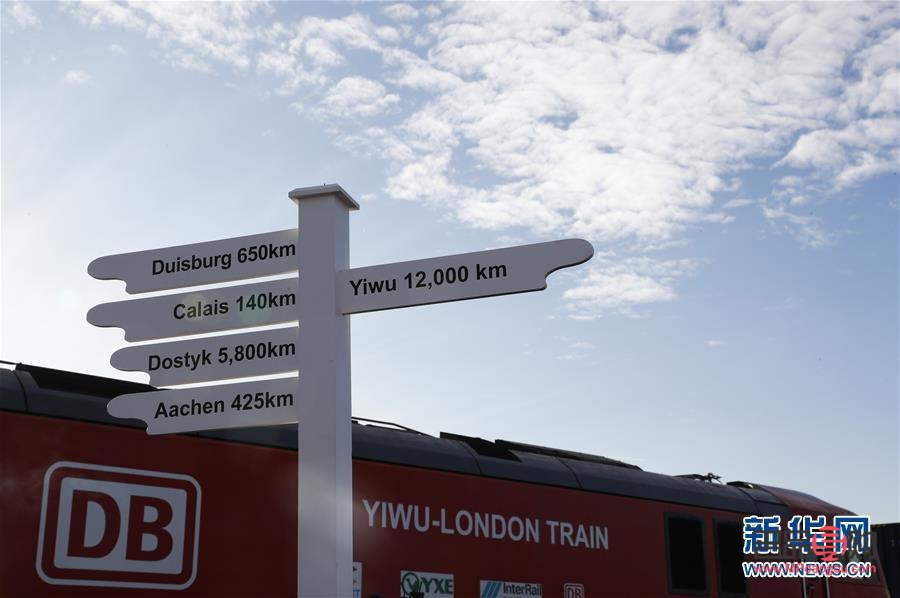 Duisburg 650km
Calais 140km
Dostyk 5,800km
Aachen 425km
Yiwu 12,000 km
DB
YIWU-LONDON TRAIN
YXE
InterRail
DB
新华网
WWW.NEWS.CN